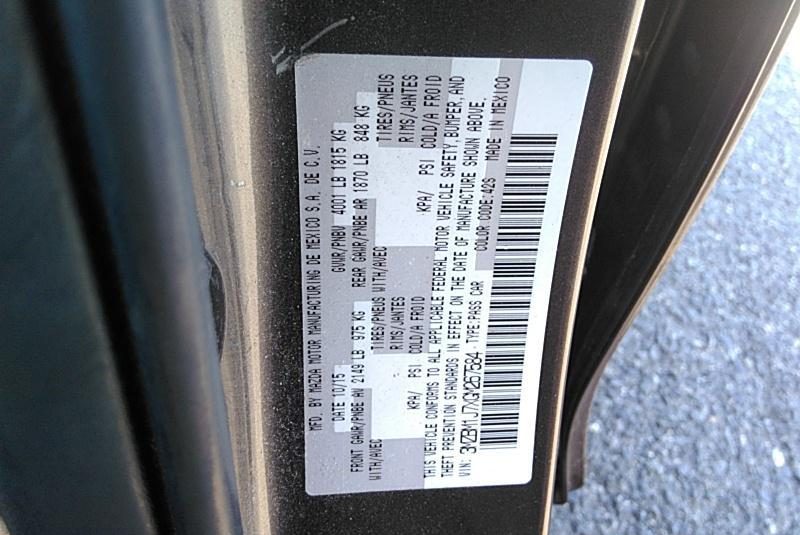 MFD. BY MAZDA MOTOR MANUFACTURING DE MEXICO S.A. DE C.V.
DATE 10/15 GVWR/PNBV 4001 LB 1815 KG
FRONT GAWR/PNBE AV 2149 LB 975 KG REAR GAWR/PNBE AR 1870 LB 848 KG
WITH/AVEC TIRES/PNEUS WITH/AVEC TIRES/PNEUS
RIMS/JANTES RIMS/JANTES
KPA/ PSI COLD/A FROID KPA/ PSI COLD/A FROID
THIS VEHICLE CONFORMS TO ALL APPLICABLE FEDERAL MOTOR VEHICLE SAFETY, BUMPER, AND
THEFT PREVENTION STANDARDS IN EFFECT ON THE DATE OF MANUFACTURE SHOWN ABOVE.
VIN: 3MZBM1J7XGM267584 TYPE:PASS CAR COLOR CODE:42S MADE IN MEXICO